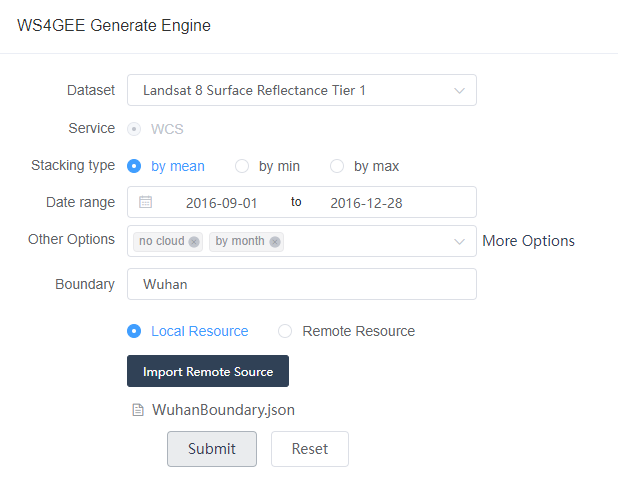 WS4GEE Generate Engine
Dataset Landsat 8 Surface Reflectance Tier 1
Service WCS
Stacking type by mean by min by max
Date range 2016-09-01 to 2016-12-28
Other Options no cloud by month More Options
Boundary Wuhan
Local Resource Remote Resource
Import Remote Source
WuhanBoundary.json
Submit Reset